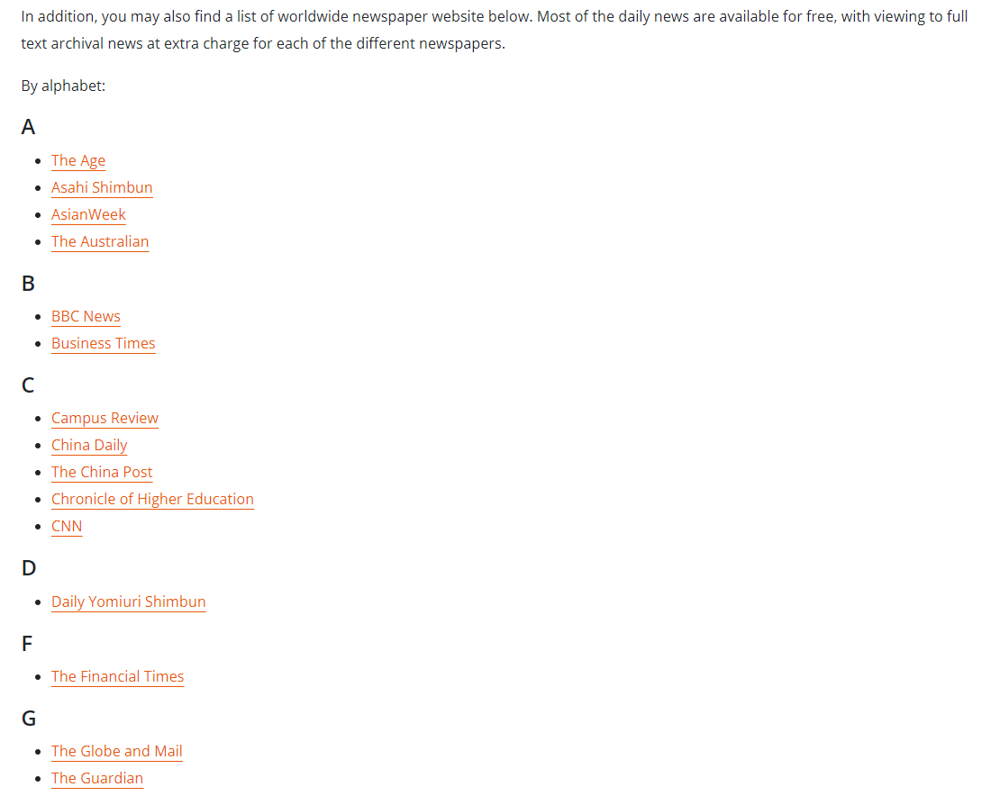 In addition, you may also find a list of worldwide newspaper website below. Most of the daily news are available for free, with viewing to full
text archival news at extra charge for each of the different newspapers.
By alphabet:
A
The Age
Asahi Shimbun
AsianWeek
The Australian
B
BBC News
Business Times
C
Campus Review
China Daily
The China Post
Chronicle of Higher Education
CNN
D
Daily Yomiuri Shimbun
F
The Financial Times
G
The Globe and Mail
The Guardian